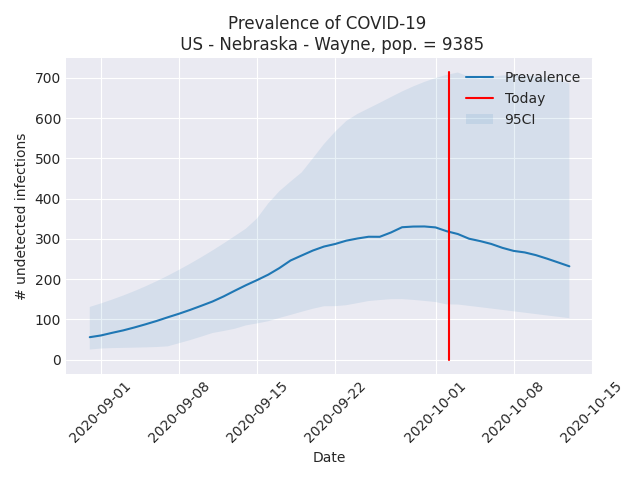 Prevalence of COVID-19
US - Nebraska - Wayne, pop. = 9385
# undetected infections
700
600
500
400
300
200
100
0
Prevalence
Today
95CI
2020-09-01
2020-09-08
2020-09-15
2020-09-22
2020-10-01
2020-10-08
2020-10-15
Date